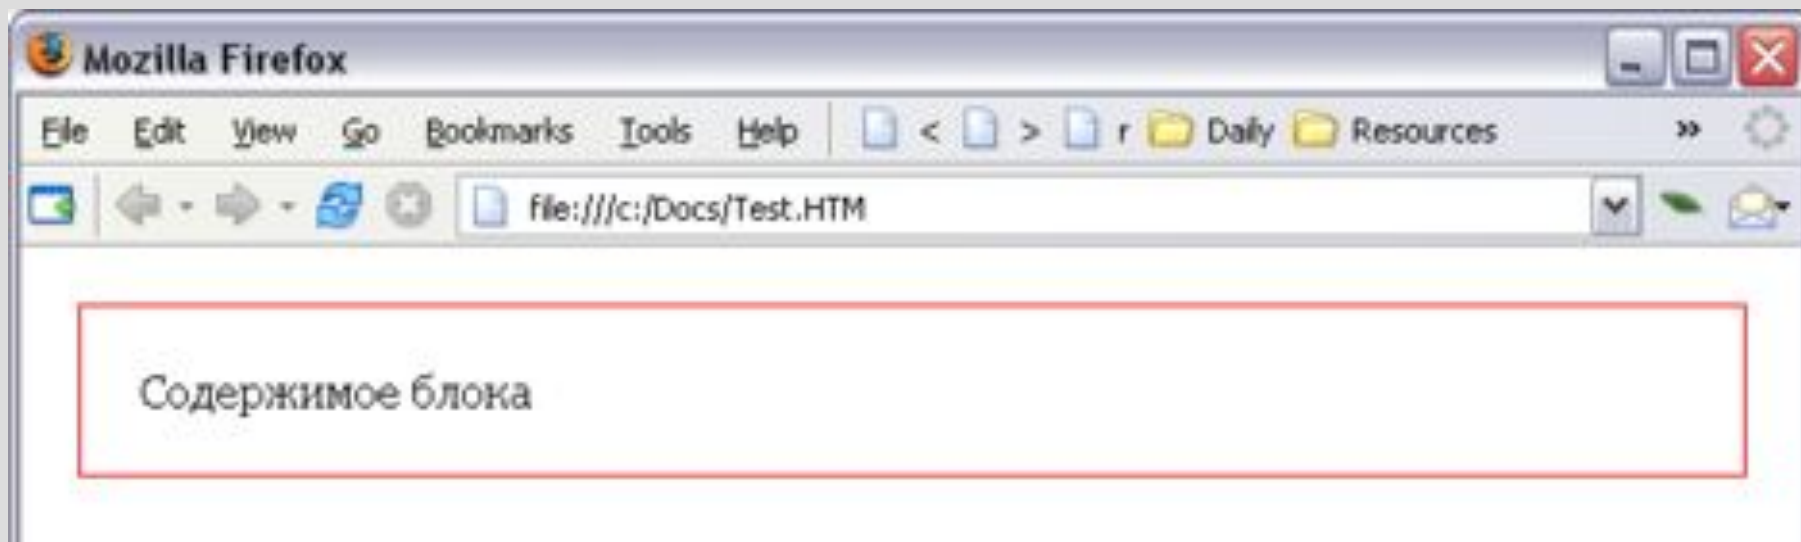 Mozilla Firefox
File Edit View Go Bookmarks Tools Help < > r Daily Resources »
file:///c:/Docs/Test.HTM
Содержимое блока